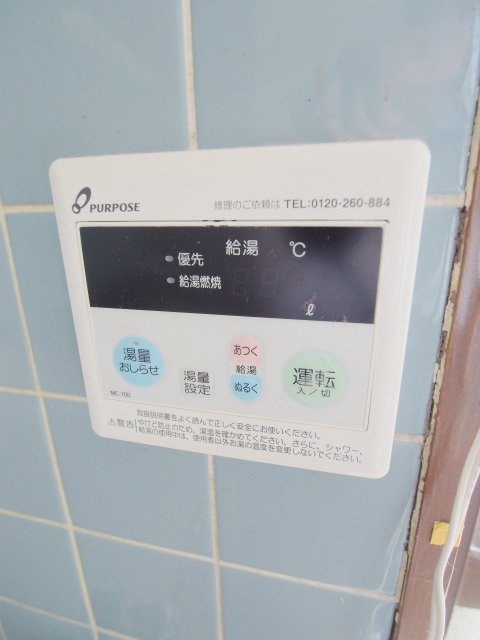 PURPOSE
修理のご依頼は TEL:0120-260-884
給湯 ℃
優先
給湯燃焼
ℓ
湯量
おしらせ
湯量
設定
あつく
給湯
ぬるく
運転
入／切
MC-700
取扱説明書をよく読んで正しく安全にお使いください。
⚠警告 やけど防止のため、湯温を確かめてください。さらに、シャワー、
給湯の使用中は、使用者以外お湯の温度を変更しないでください。